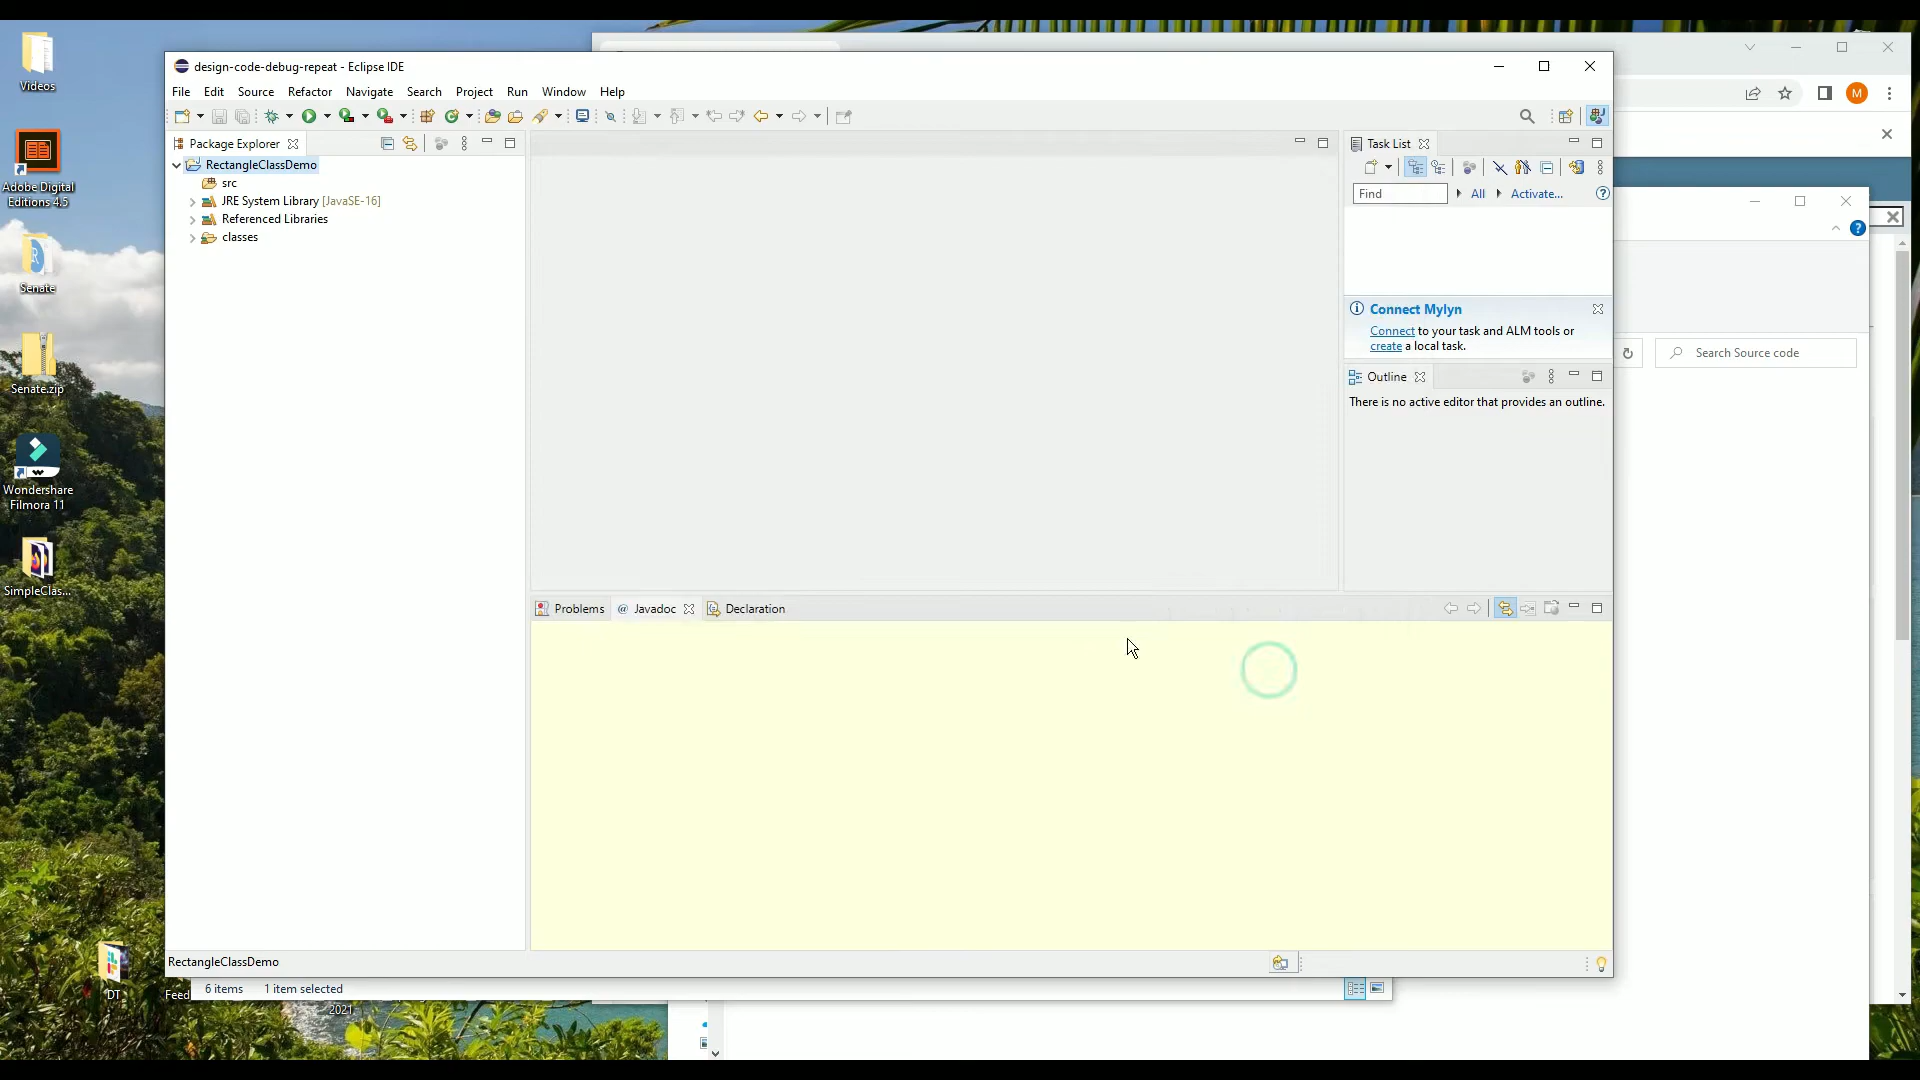 Videos
Adobe Digital
Editions 4.5
Senate
Senate.zip
Wondershare
Filmora 11
SimpleClas...
DT
Feed
2021
design-code-debug-repeat - Eclipse IDE
File Edit Source Refactor Navigate Search Project Run Window Help
Package Explorer
RectangleClassDemo
src
JRE System Library [JavaSE-16]
Referenced Libraries
classes
Task List
Find All Activate...
Connect Mylyn
Connect to your task and ALM tools or
create a local task.
Outline
There is no active editor that provides an outline.
Problems @ Javadoc Declaration
RectangleClassDemo
6 items 1 item selected
M
Search Source code